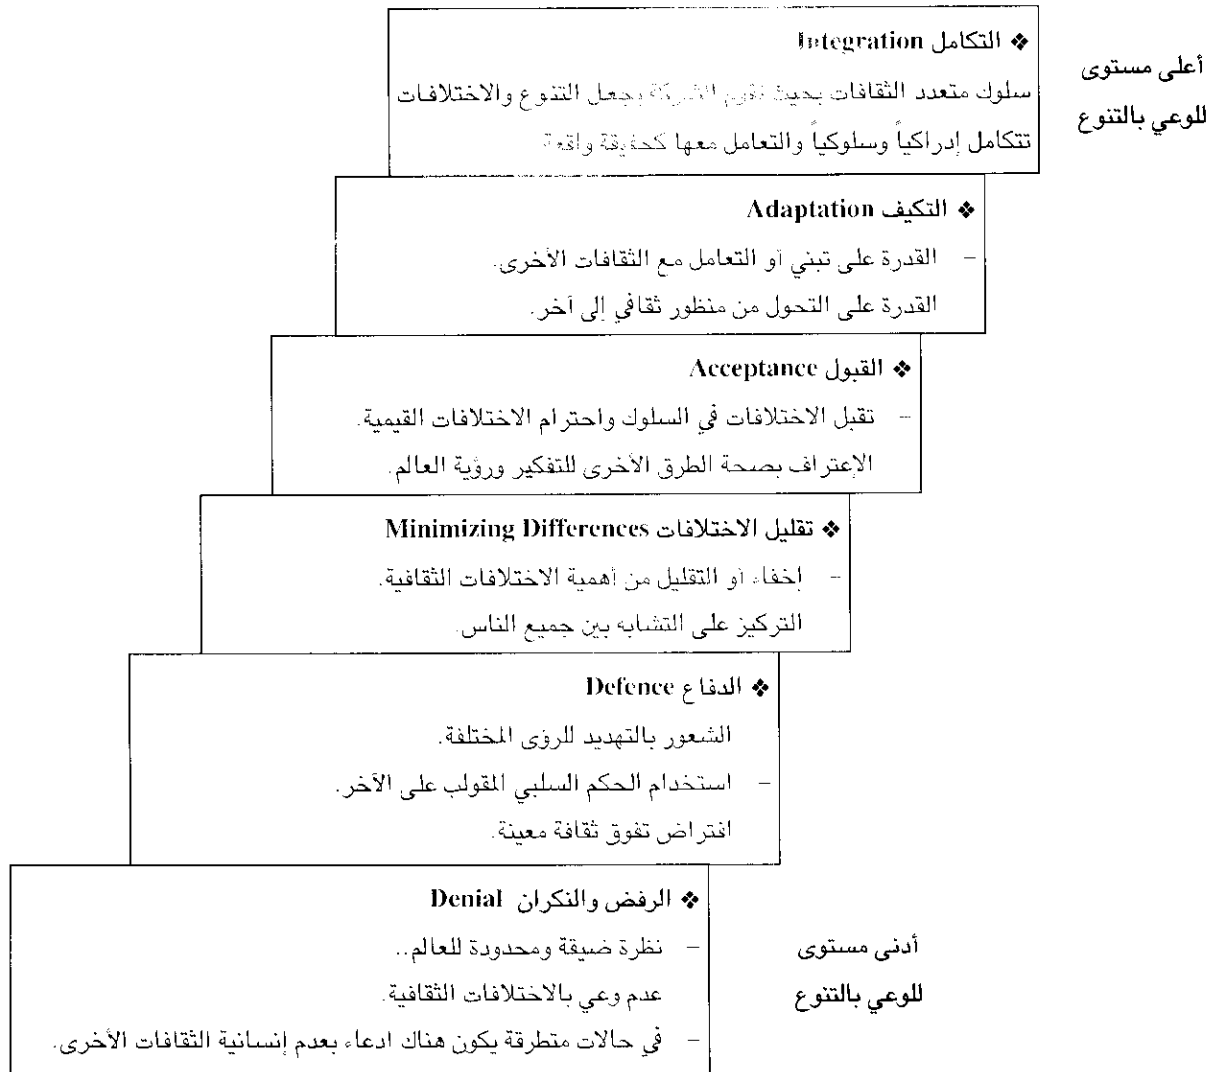 ❖ التكامل Integration
أعلى مستوى
للوعي بالتنوع
سلوك متعدد الثقافات بحيث تقوم الشركة بجعل التنوع والاختلافات
تتكامل إدراكياً وسلوكياً والتعامل معها كحقيقة واقعة
❖ التكيف Adaptation
– القدرة على تبني أو التعامل مع الثقافات الأخرى.
القدرة على التحول من منظور ثقافي إلى آخر.
❖ القبول Acceptance
– تقبل الاختلافات في السلوك واحترام الاختلافات القيمية.
الإعتراف بصحة الطرق الأخرى للتفكير ورؤية العالم.
❖ تقليل الاختلافات Minimizing Differences
– إخفاء أو التقليل من أهمية الاختلافات الثقافية.
التركيز على التشابه بين جميع الناس.
❖ الدفاع Defence
الشعور بالتهديد للرؤى المختلفة.
– استخدام الحكم السلبي المقولب على الآخر.
افتراض تفوق ثقافة معينة.
❖ الرفض والنكران Denial
– نظرة ضيقة ومحدودة للعالم..
عدم وعي بالاختلافات الثقافية.
– في حالات متطرفة يكون هناك ادعاء بعدم إنسانية الثقافات الأخرى.
أدنى مستوى
للوعي بالتنوع